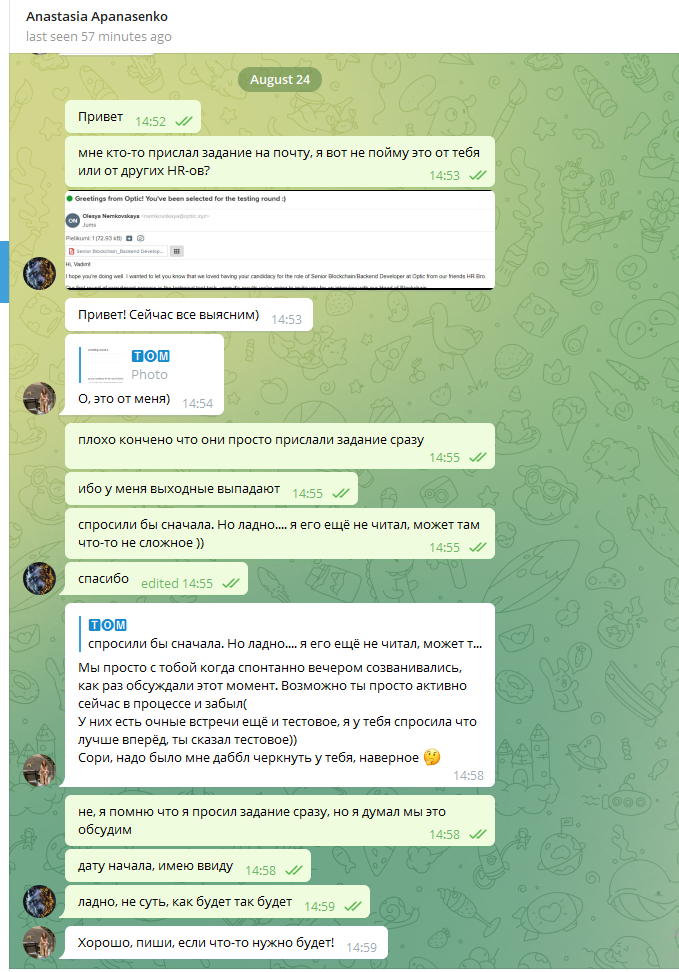 Anastasia Apanasenko
last seen 57 minutes ago
August 24
Привет 14:52
мне кто-то прислал задание на почту, я вот не пойму это от тебя
или от других HR-ов? 14:53
Greetings from Optic! You've been selected for the testing round :)
ON Olesya Nemkovskaya <nemkovskaya@optic.xyz>
Jums
Pielikumi: 1 (72,93 kB)
Senior Blockchain_Backend Develop...
Hi, Vadim!
I hope you're doing well. I wanted to let you know that we loved having your candidacy for the role of Senior Blockchain/Backend Developer at Optic from our friends HR Bro.
Привет! Сейчас все выясним) 14:53
TOM
Photo
О, это от меня) 14:54
плохо конечно что они просто прислали задание сразу
14:55
ибо у меня выходные выпадают 14:55
спросили бы сначала. Но ладно.... я его ещё не читал, может там
что-то не сложное )) 14:55
спасибо edited 14:55
TOM
спросили бы сначала. Но ладно.... я его ещё не читал, может т...
Мы просто с тобой когда спонтанно вечером созванивались,
как раз обсуждали этот момент. Возможно ты просто активно
сейчас в процессе и забыл(
У них есть очные встречи ещё и тестовое, я у тебя спросила что
лучше вперёд, ты сказал тестовое))
Сори, надо было мне даббл черкнуть у тебя, наверное 🤔
14:58
не, я помню что я просил задание сразу, но я думал мы это
обсудим 14:58
дату начала, имею ввиду 14:58
ладно, не суть, как будет так будет 14:59
Хорошо, пиши, если что-то нужно будет! 14:59